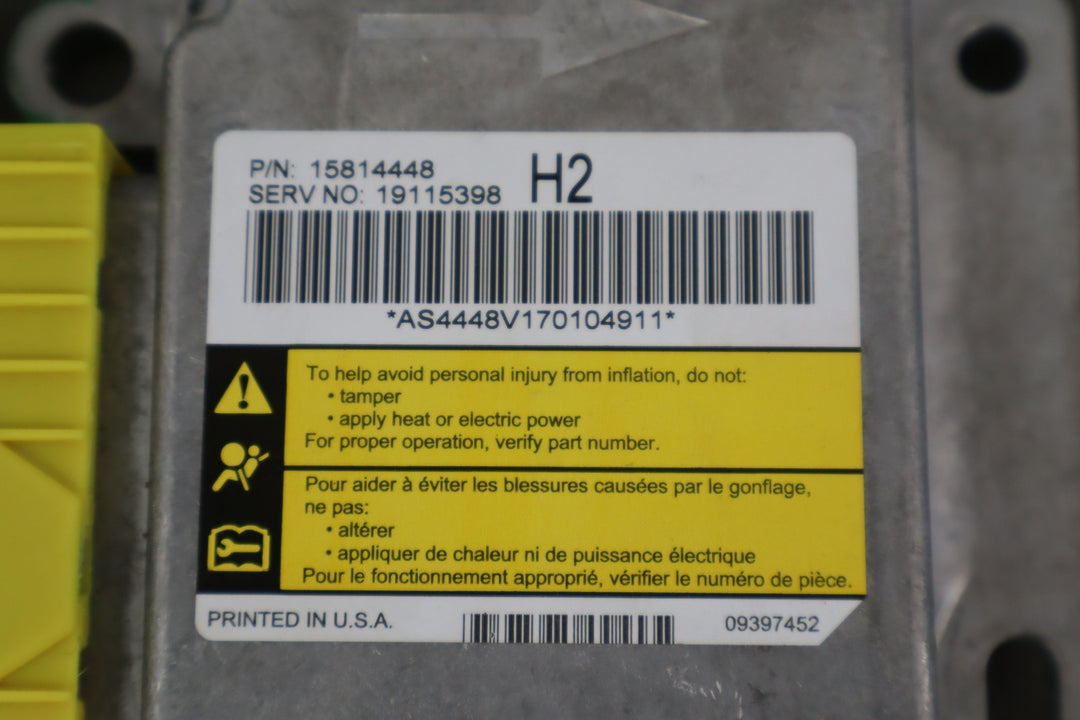 P/N: 15814448
H2
SERV NO: 19115398
*AS4448V170104911*
To help avoid personal injury from inflation, do not:
• tamper
• apply heat or electric power
For proper operation, verify part number.
Pour aider à éviter les blessures causées par le gonflage,
ne pas:
• altérer
• appliquer de chaleur ni de puissance électrique
Pour le fonctionnement approprié, vérifier le numéro de pièce.
PRINTED IN U.S.A.
09397452